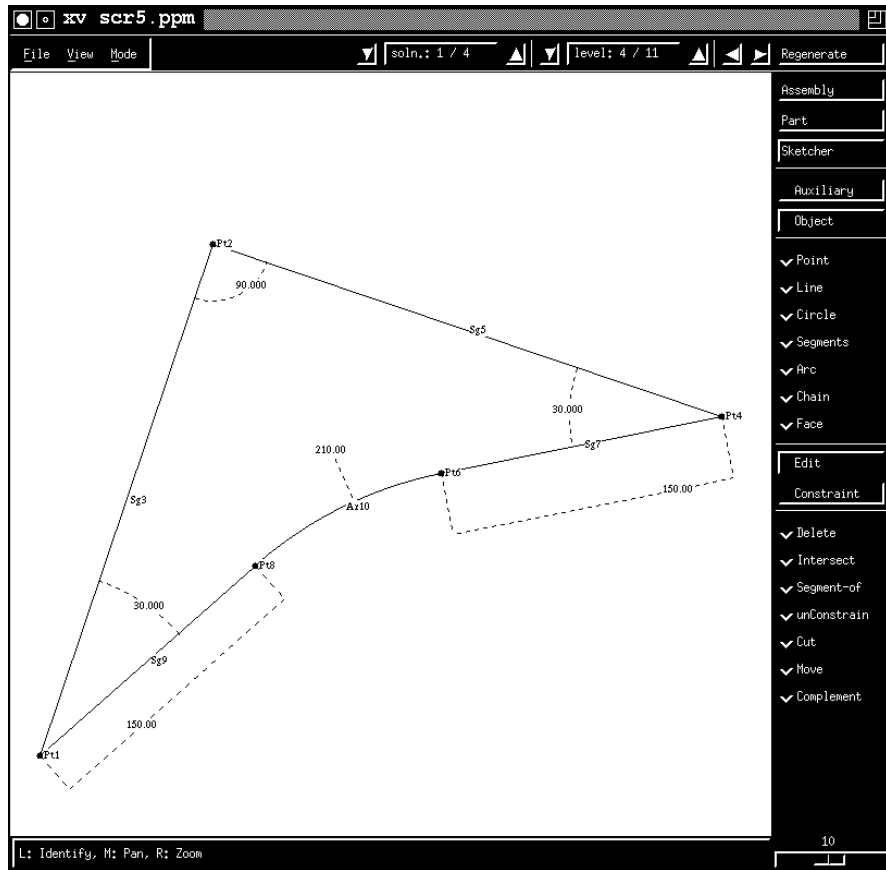 xv scr5.ppm
File View Mode soln.: 1 / 4 level: 4 / 11 Regenerate
Assembly
Part
Sketcher
Auxiliary
Object
Pt2
Point
90.000
Line
Circle
Sg5
Segments
Arc
Chain
30.000
Pt4
Face
Sg7
210.00
Edit
Pt6
150.00
Constraint
Sg3
Ar10
Delete
Intersect
Pt8
Segment-of
30.000
unConstrain
Cut
Sg9
Move
Complement
150.00
Pt1
10
L: Identify, M: Pan, R: Zoom